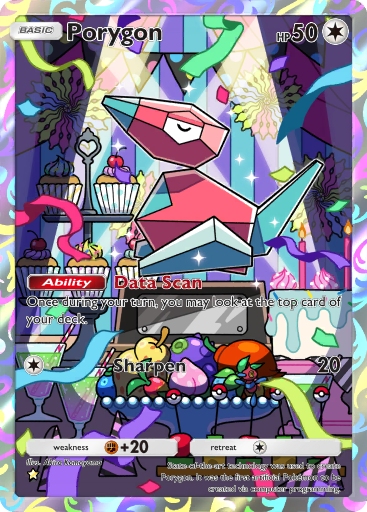 BASIC Porygon HP 50
Ability Data Scan
Once during your turn, you may look at the top card of
your deck.
Sharpen 20
weakness +20 retreat
Illus. Akira Komayama
State-of-the-art technology was used to create
Porygon. It was the first artificial Pokémon to be
created via computer programming.